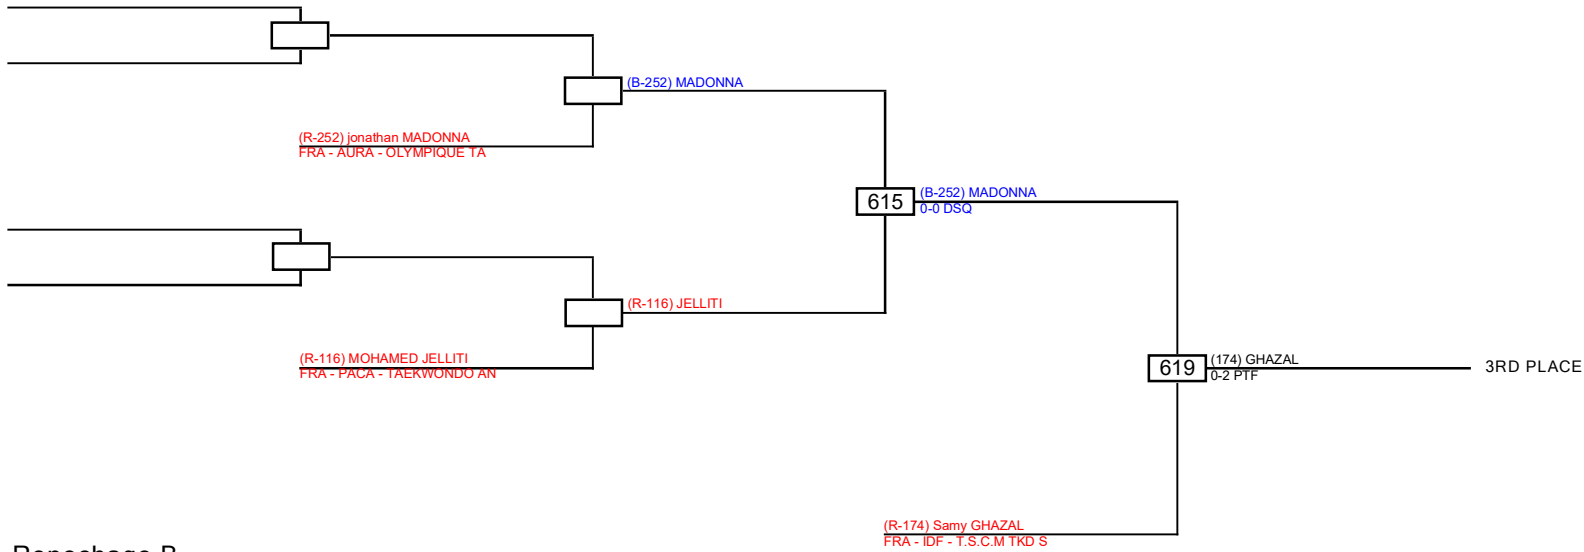 (B-252) MADONNA
(R-252) jonathan MADONNA
FRA - AURA - OLYMPIQUE TA
615
(B-252) MADONNA
0-0 DSQ
(R-116) JELLITI
(R-116) MOHAMED JELLITI
FRA - PACA - TAEKWONDO AN
619
(174) GHAZAL
0-2 PTF
3RD PLACE
(R-174) Samy GHAZAL
FRA - IDF - T.S.C.M TKD S
Repechage B